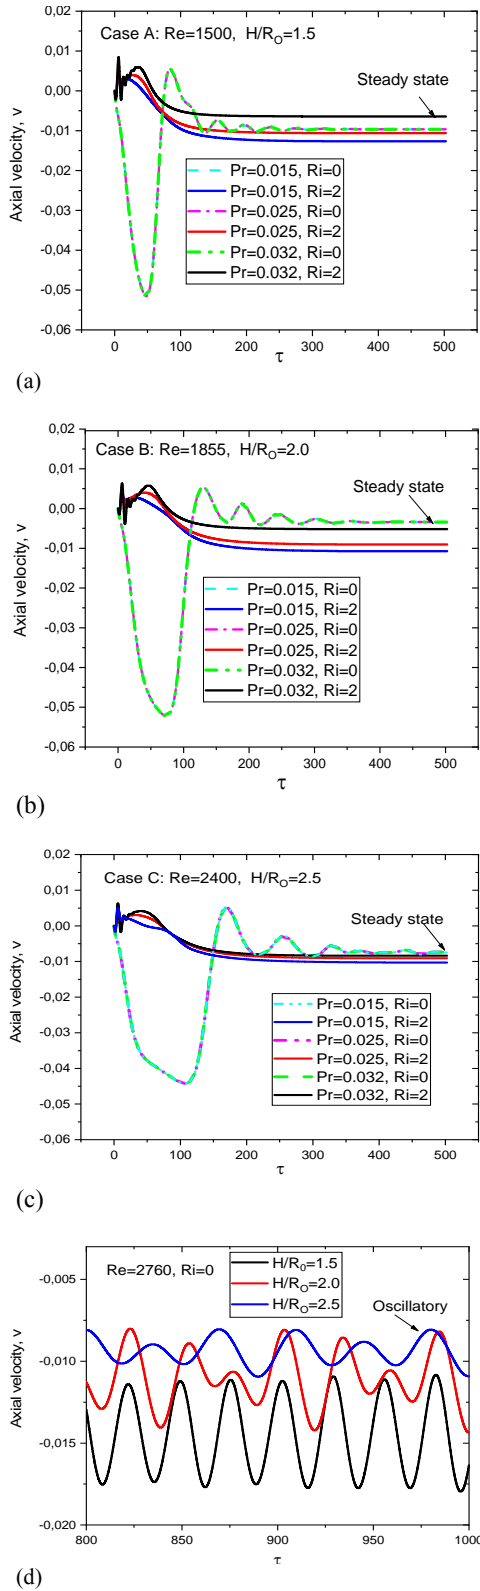 0,02
Case A: Re=1500, H/R_O=1.5
0,01
0,00
Steady state
-0,01
-0,02
Pr=0.015, Ri=0
Pr=0.015, Ri=2
-0,03
Pr=0.025, Ri=0
Pr=0.025, Ri=2
-0,04
Pr=0.032, Ri=0
Pr=0.032, Ri=2
-0,05
-0,06
Axial velocity, v
0 100 200 300 400 500
τ
(a)
0,02
Case B: Re=1855, H/R_O=2.0
0,01
Steady state
0,00
-0,01
-0,02
Pr=0.015, Ri=0
Pr=0.015, Ri=2
-0,03
Pr=0.025, Ri=0
Pr=0.025, Ri=2
-0,04
Pr=0.032, Ri=0
Pr=0.032, Ri=2
-0,05
-0,06
Axial velocity, v
0 100 200 300 400 500
τ
(b)
0,02
Case C: Re=2400, H/R_O=2.5
0,01
Steady state
0,00
-0,01
-0,02
Pr=0.015, Ri=0
Pr=0.015, Ri=2
-0,03
Pr=0.025, Ri=0
Pr=0.025, Ri=2
-0,04
Pr=0.032, Ri=0
Pr=0.032, Ri=2
-0,05
-0,06
Axial velocity, v
0 100 200 300 400 500
τ
(c)
Re=2760, Ri=0
H/R_0=1.5
H/R_O=2.0
H/R_O=2.5
Oscillatory
-0,005
-0,010
-0,015
-0,020
Axial velocity, v
800 850 900 950 1000
τ
(d)